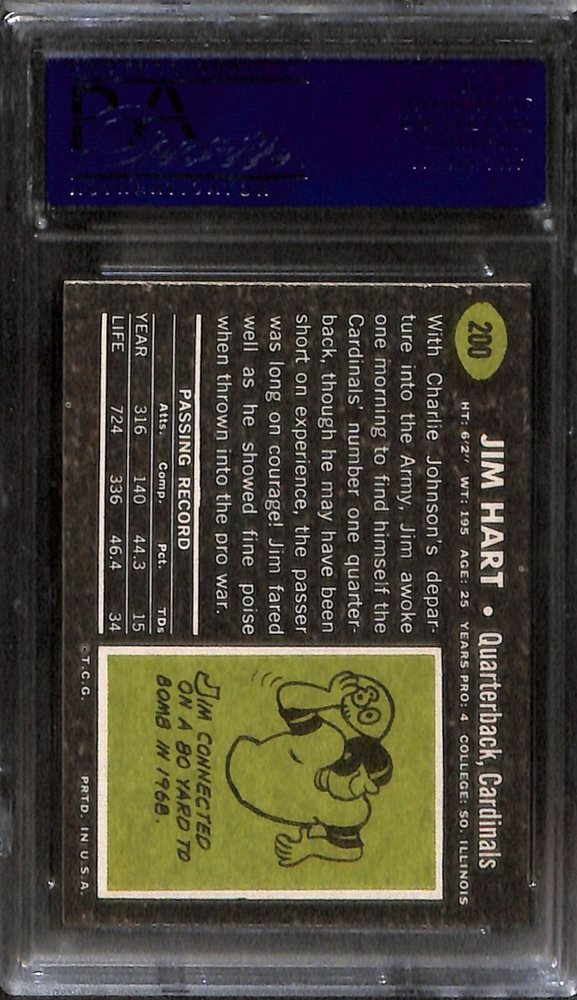 PSA
200
JIM HART • Quarterback, Cardinals
HT: 6'2" WT: 195 AGE: 25 YEARS PRO: 4 COLLEGE: SO. ILLINOIS
With Charlie Johnson's depar-
ture into the Army, Jim awoke
one morning to find himself the
Cardinals' number one quarter-
back, though he may have been
short on experience, the passer
was long on courage! Jim fared
well as he showed fine poise
when thrown into the pro war.
PASSING RECORD
Atts. Comp. Pct. TDs
YEAR 316 140 44.3 15
LIFE 724 336 46.4 34
JIM CONNECTED
ON A 80 YARD TD
BOMB IN 1968.
©T.C.G. PRTD. IN U.S.A.